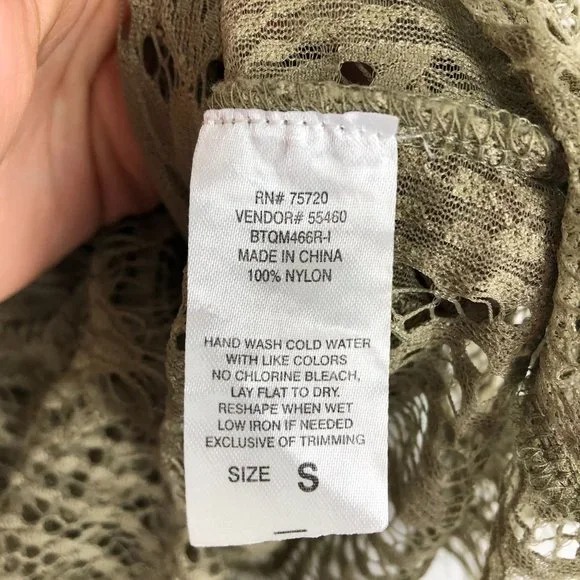 RN# 75720
VENDOR# 55460
BTQM466R-I
MADE IN CHINA
100% NYLON
HAND WASH COLD WATER
WITH LIKE COLORS
NO CHLORINE BLEACH,
LAY FLAT TO DRY.
RESHAPE WHEN WET
LOW IRON IF NEEDED
EXCLUSIVE OF TRIMMING
SIZE S